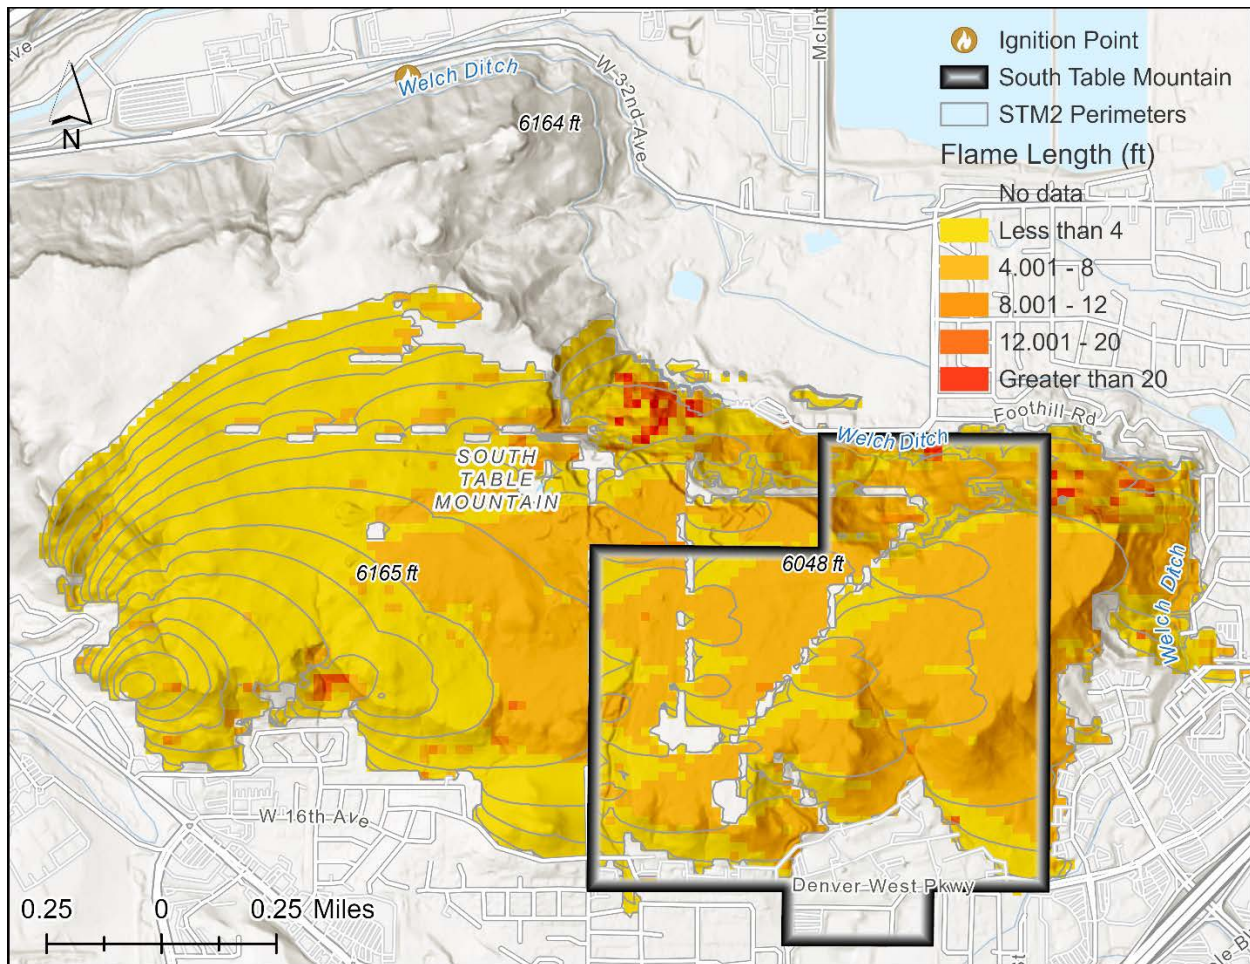 Ave
McInt
Welch Ditch
W 32nd Ave
6164 ft
N
Ignition Point
South Table Mountain
STM2 Perimeters
Flame Length (ft)
No data
Less than 4
4.001 - 8
8.001 - 12
12.001 - 20
Greater than 20
Foothill Rd
Welch Ditch
SOUTH
TABLE
MOUNTAIN
6165 ft
6048 ft
Welch Ditch
W 16th Ave
Denver West Pkwy
0.25 0 0.25 Miles